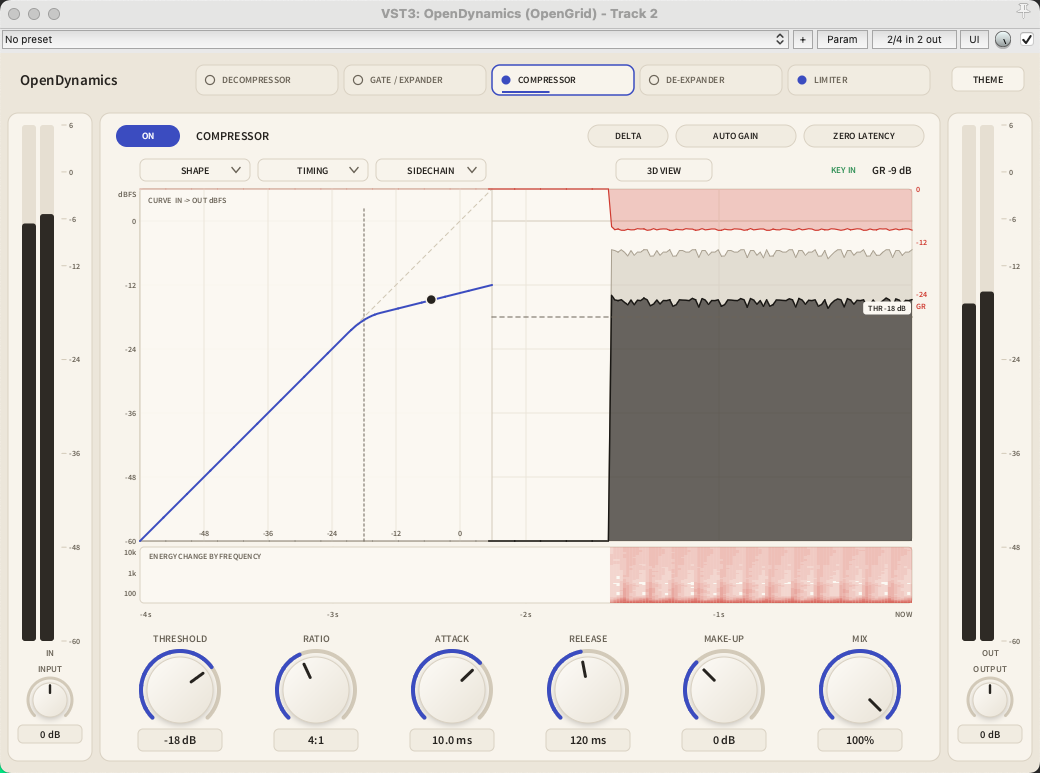 VST3: OpenDynamics (OpenGrid) - Track 2
No preset
+
Param
2/4 in 2 out
UI
OpenDynamics
DECOMPRESSOR
GATE / EXPANDER
COMPRESSOR
DE-EXPANDER
LIMITER
THEME
ON
COMPRESSOR
DELTA
AUTO GAIN
ZERO LATENCY
SHAPE
TIMING
SIDECHAIN
3D VIEW
KEY IN
GR -9 dB
6
0
-6
-12
-24
-36
-48
-60
IN
INPUT
0 dB
dBFS
0
-12
-24
-36
-48
-60
CURVE IN -> OUT dBFS
-48
-36
-24
-12
0
0
-12
-24
GR
THR -18 dB
10k
1k
100
ENERGY CHANGE BY FREQUENCY
-4s
-3s
-2s
-1s
NOW
THRESHOLD
RATIO
ATTACK
RELEASE
MAKE-UP
MIX
-18 dB
4:1
10.0 ms
120 ms
0 dB
100%
6
0
-6
-12
-24
-36
-48
-60
OUT
OUTPUT
0 dB